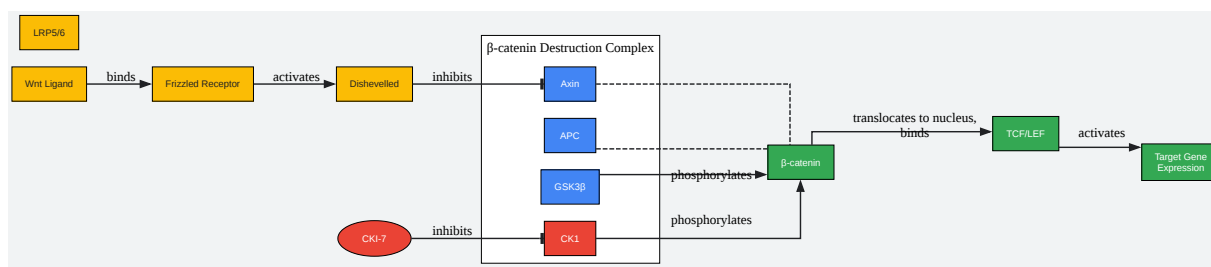 LRP5/6
β-catenin Destruction Complex
Wnt Ligand
binds
Frizzled Receptor
activates
Dishevelled
inhibits
Axin
APC
translocates to nucleus,
binds
TCF/LEF
activates
Target Gene
Expression
β-catenin
GSK3β
phosphorylates
CKI-7
inhibits
CK1
phosphorylates